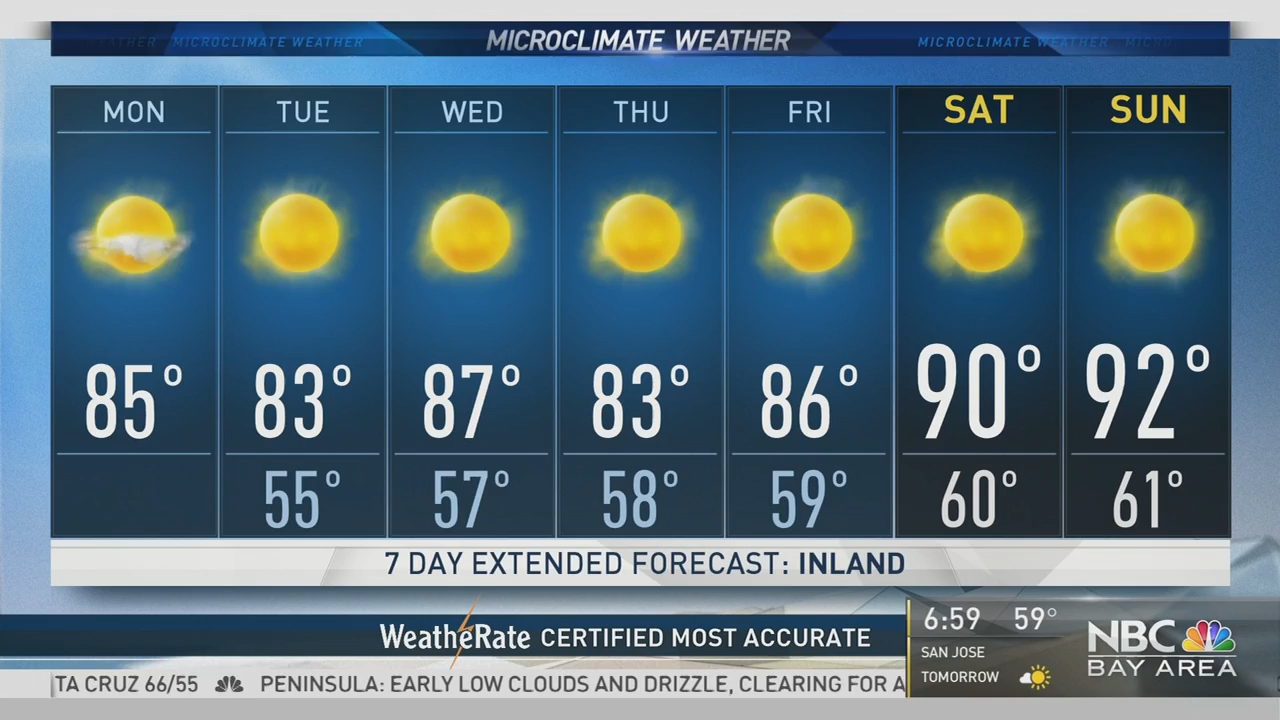 MICROCLIMATE WEATHER
MICROCLIMATE WEATHER
MICROCLIMATE WEATHER
MON TUE WED THU FRI SAT SUN
85° 83° 87° 83° 86° 90° 92°
55° 57° 58° 59° 60° 61°
7 DAY EXTENDED FORECAST: INLAND
WeatheRate CERTIFIED MOST ACCURATE
6:59 59°
SAN JOSE
TOMORROW
NBC
BAY AREA
TA CRUZ 66/55 PENINSULA: EARLY LOW CLOUDS AND DRIZZLE, CLEARING FOR A